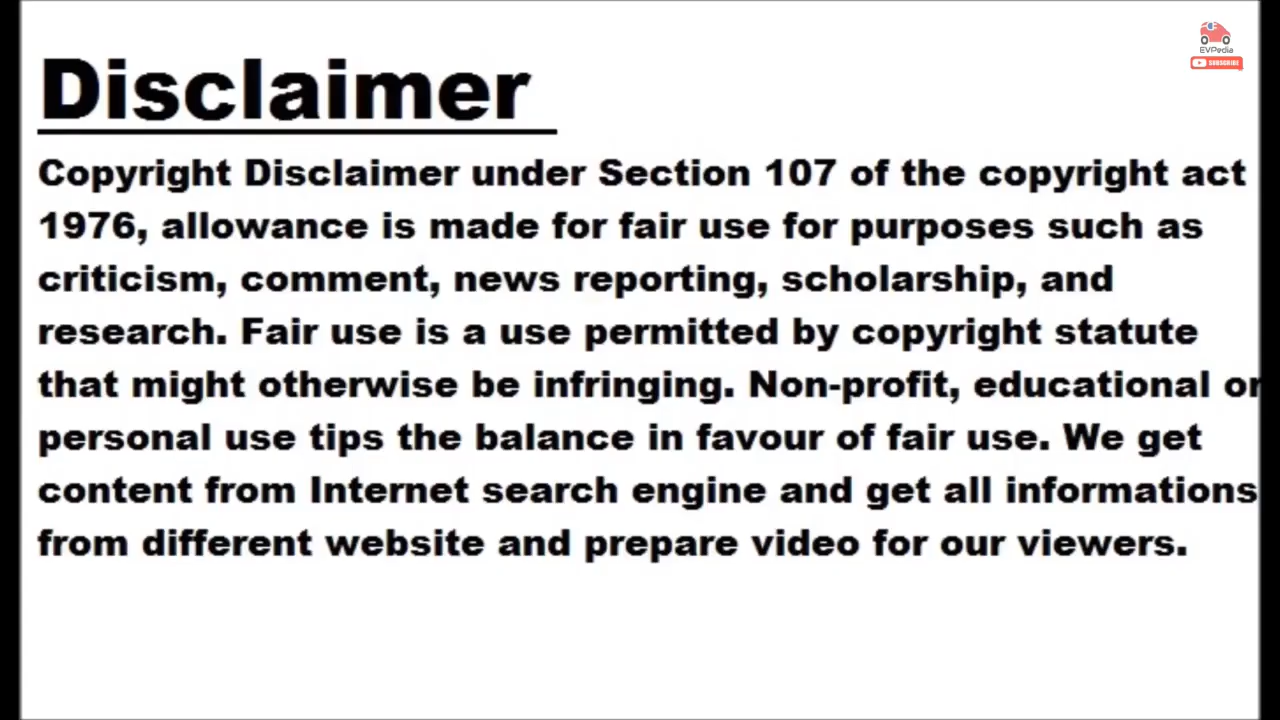 EVPedia
SUBSCRIBE
Disclaimer
Copyright Disclaimer under Section 107 of the copyright act
1976, allowance is made for fair use for purposes such as
criticism, comment, news reporting, scholarship, and
research. Fair use is a use permitted by copyright statute
that might otherwise be infringing. Non-profit, educational or
personal use tips the balance in favour of fair use. We get
content from Internet search engine and get all informations
from different website and prepare video for our viewers.